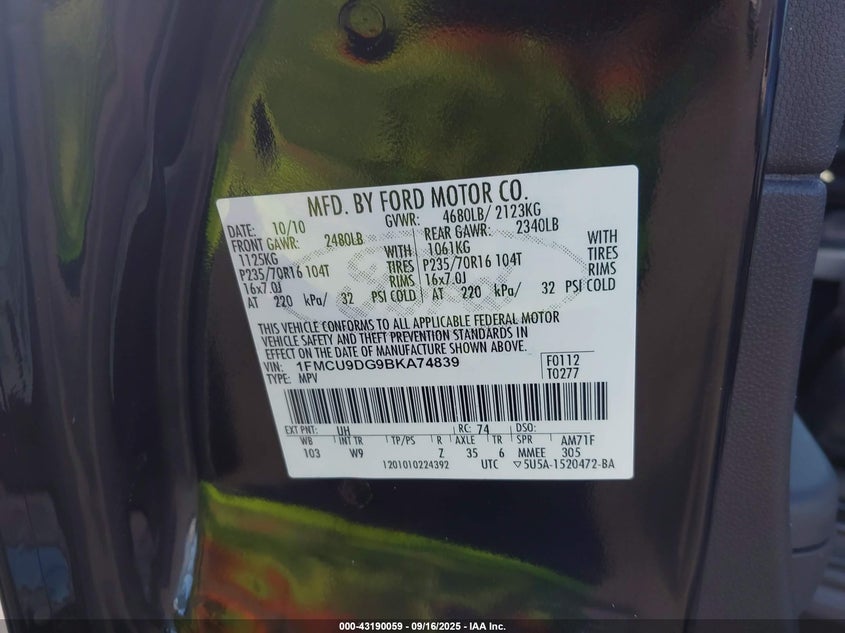 MFD. BY FORD MOTOR CO.
DATE: 10/10 GVWR: 4680LB/ 2123KG
FRONT GAWR: 2480LB REAR GAWR: 2340LB
1125KG WITH 1061KG WITH
P235/70R16 104T TIRES P235/70R16 104T TIRES
16x7.0J RIMS 16x7.0J RIMS
AT 220 kPa/ 32 PSI COLD AT 220 kPa/ 32 PSI COLD
THIS VEHICLE CONFORMS TO ALL APPLICABLE FEDERAL MOTOR
VEHICLE SAFETY AND THEFT PREVENTION STANDARDS IN
EFFECT ON THE DATE OF MANUFACTURE SHOWN ABOVE.
VIN: 1FMCU9DG9BKA74839 F0112
TYPE: MPV T0277
EXT PNT: UH RC: 74 DSO:
WB INT TR TP/PS R AXLE TR SPR AM71F
103 W9 Z 35 6 MMEE 305
1201010224392 UTC ▽5U5A-1520472-BA
000-43190059 - 09/16/2025 - IAA Inc.